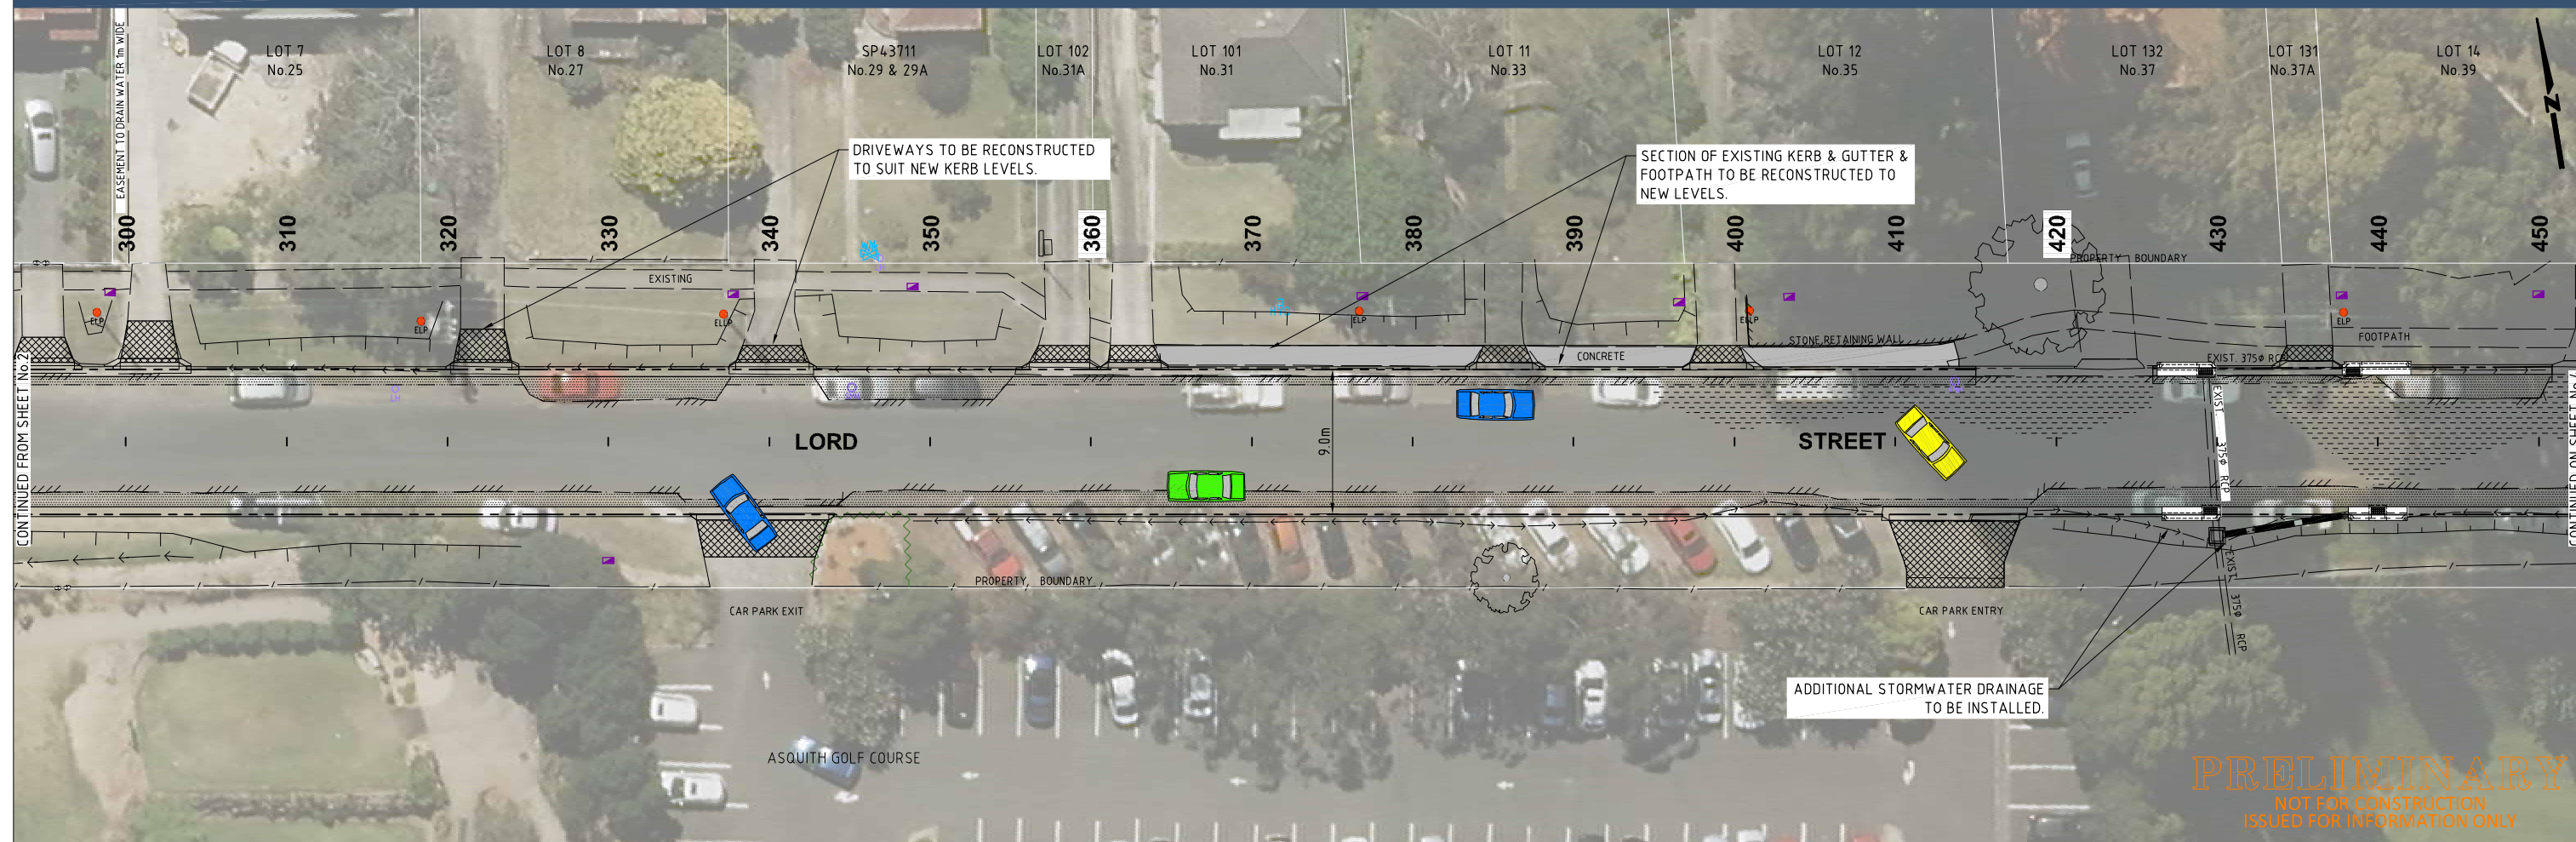 LOT 7
No.25
LOT 8
No.27
SP43711
No.29 & 29A
LOT 102
No.31A
LOT 101
No.31
LOT 11
No.33
LOT 12
No.35
LOT 132
No.37
LOT 131
No.37A
LOT 14
No.39
N
EASEMENT TO DRAIN WATER 1m WIDE
DRIVEWAYS TO BE RECONSTRUCTED
TO SUIT NEW KERB LEVELS.
SECTION OF EXISTING KERB & GUTTER &
FOOTPATH TO BE RECONSTRUCTED TO
NEW LEVELS.
300
310
320
330
340
350
360
370
380
390
400
410
420
430
440
450
PROPERTY BOUNDARY
EXISTING
ELP
ELP
ELLP
ELP
ELLP
ELP
STONE RETAINING WALL
FOOTPATH
CONCRETE
EXIST. 375ø RCP
CONTINUED FROM SHEET No.2
LORD
9.0m
STREET
EXIST. 375ø RCP
PROPERTY BOUNDARY
EXIST. 375ø RCP
CAR PARK EXIT
CAR PARK ENTRY
ADDITIONAL STORMWATER DRAINAGE
TO BE INSTALLED.
ASQUITH GOLF COURSE
PRELIMINARY
NOT FOR CONSTRUCTION
ISSUED FOR INFORMATION ONLY